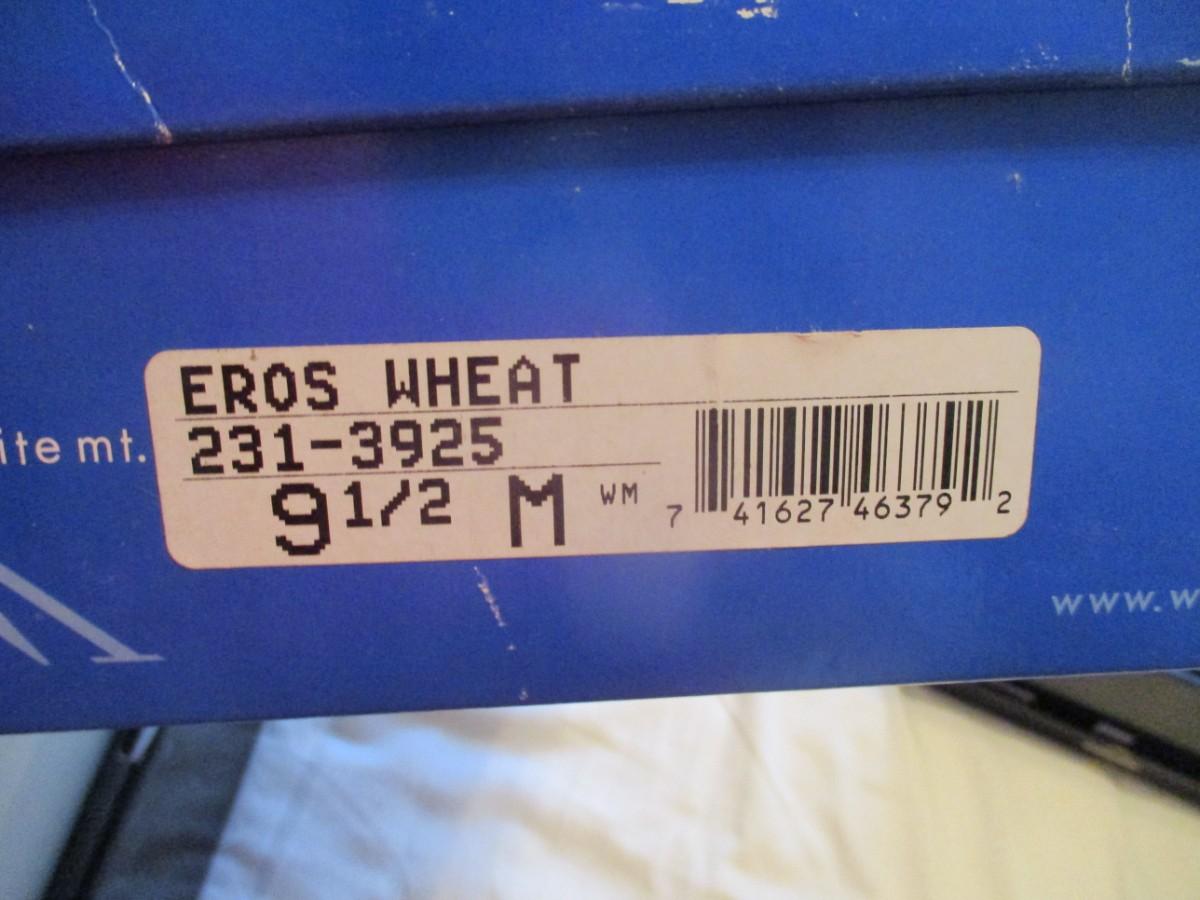 EROS WHEAT
231-3925
9 1/2 M WM
7 41627 46379 2
ite mt.
www.w